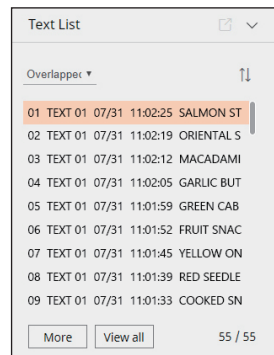 Text List
Overlapped
01 TEXT 01 07/31 11:02:25 SALMON ST
02 TEXT 01 07/31 11:02:19 ORIENTAL S
03 TEXT 01 07/31 11:02:12 MACADAMI
04 TEXT 01 07/31 11:02:05 GARLIC BUT
05 TEXT 01 07/31 11:01:59 GREEN CAB
06 TEXT 01 07/31 11:01:52 FRUIT SNAC
07 TEXT 01 07/31 11:01:45 YELLOW ON
08 TEXT 01 07/31 11:01:39 RED SEEDLE
09 TEXT 01 07/31 11:01:33 COOKED SN
More View all 55 / 55